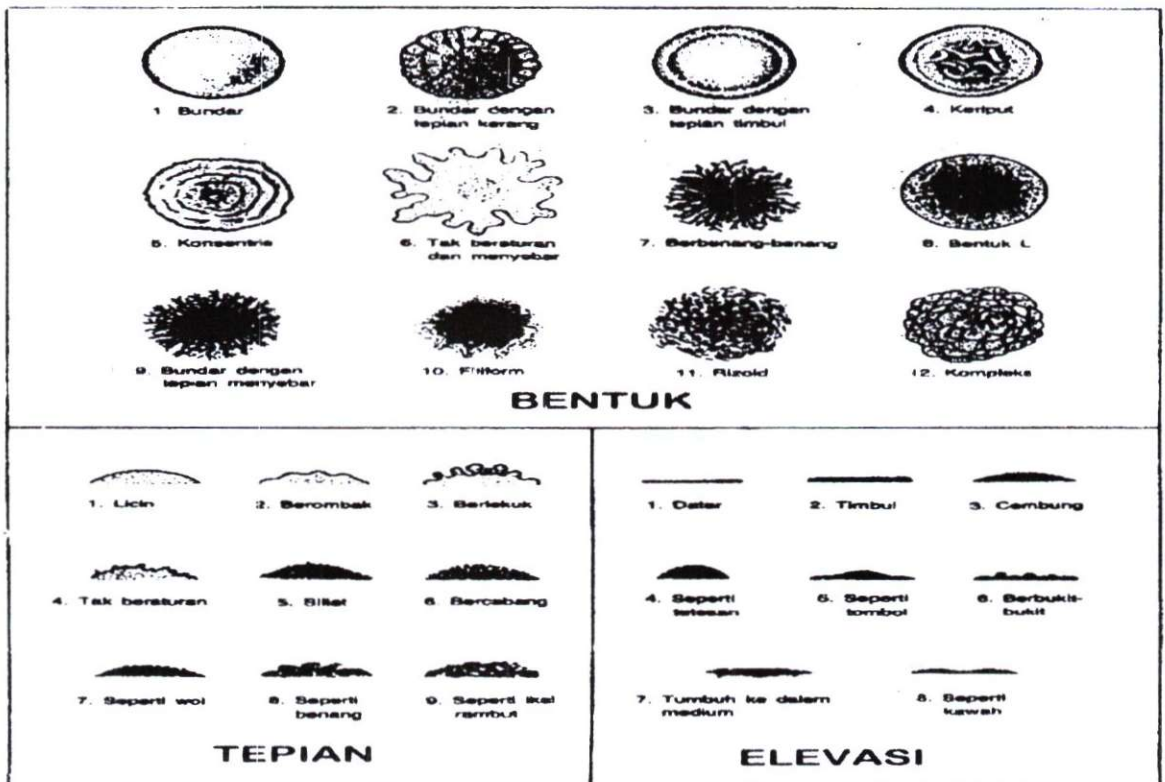 1 Bundar
2. Bundar dengan
tepian kerang
3. Bundar dengan
tepian timbul
4. Keriput
5. Konsentris
6. Tak beraturan
dan menyebar
7. Berbenang-benang
8. Bentuk L
9. Bundar dengan
tepian menyebar
10. Filiform
11. Rizoid
12. Kompleks
BENTUK
1. Licin
2. Berombak
3. Berlekuk
4. Tak beraturan
5. Siliat
6. Bercabang
7. Seperti wol
8. Seperti
benang
9. Seperti ikal
rambut
TEPIAN
1. Datar
2. Timbul
3. Cembung
4. Seperti
tetesan
5. Seperti
tombol
6. Berbukit-
bukit
7. Tumbuh ke dalam
medium
8. Seperti
kawah
ELEVASI